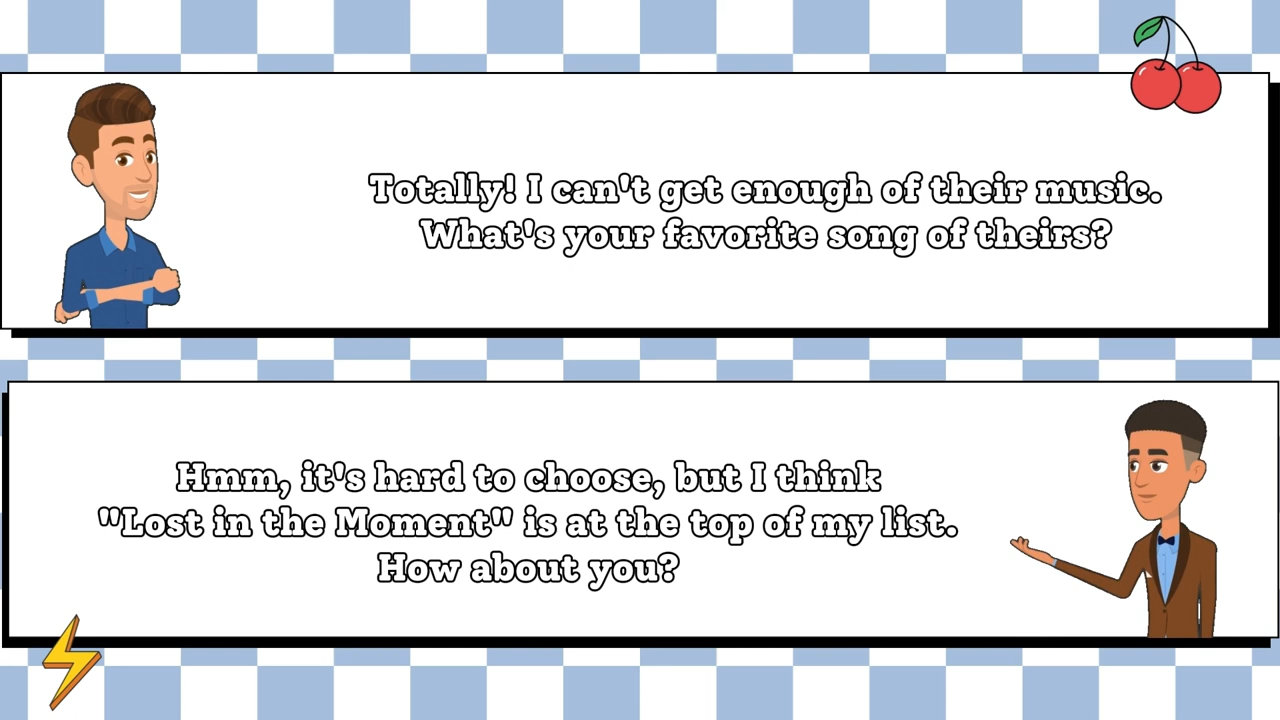 Totally! I can't get enough of their music.
What's your favorite song of theirs?
Hmm, it's hard to choose, but I think
"Lost in the Moment" is at the top of my list.
How about you?